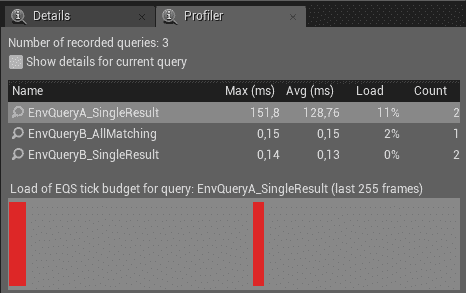 Details × Profiler ×
Number of recorded queries: 3
Show details for current query
Name Max (ms) Avg (ms) Load Count
EnvQueryA_SingleResult 151,8 128,76 11% 2
EnvQueryB_AllMatching 0,15 0,15 2% 1
EnvQueryB_SingleResult 0,14 0,13 0% 2
Load of EQS tick budget for query: EnvQueryA_SingleResult (last 255 frames)